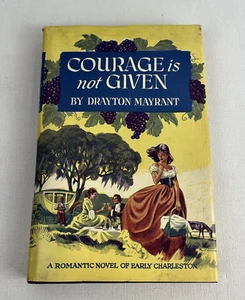 COURAGE is
not GIVEN
BY DRAYTON MAYRANT
A ROMANTIC NOVEL OF EARLY CHARLESTON